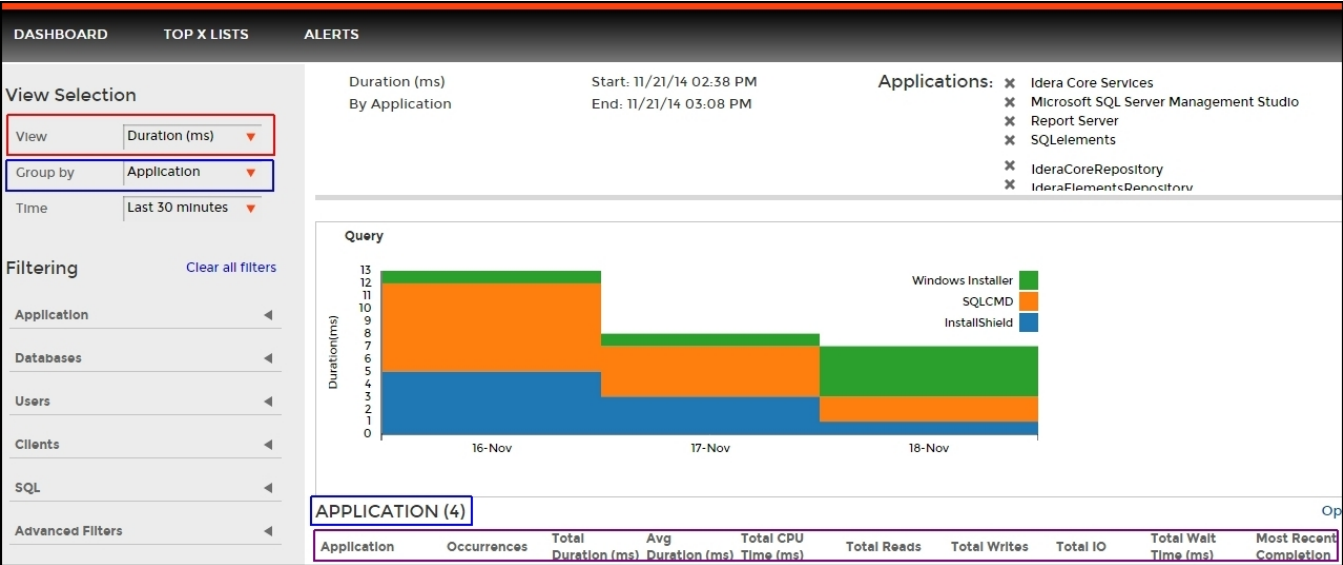 DASHBOARD TOP X LISTS ALERTS
View Selection
View Duration (ms)
Group by Application
Time Last 30 minutes
Filtering Clear all filters
Application
Databases
Users
Clients
SQL
Advanced Filters
Duration (ms) Start: 11/21/14 02:38 PM
By Application End: 11/21/14 03:08 PM
Applications: Idera Core Services
Microsoft SQL Server Management Studio
Report Server
SQLelements
IderaCoreRepository
IderaElementsRepository
Query
Duration(ms)
13
12
11
10
9
8
7
6
5
4
3
2
1
0
16-Nov 17-Nov 18-Nov
Windows Installer
SQLCMD
InstallShield
APPLICATION (4) Op
Application Occurrences Total Duration (ms) Avg Duration (ms) Total CPU Time (ms) Total Reads Total Writes Total IO Total Wait Time (ms) Most Recent Completion